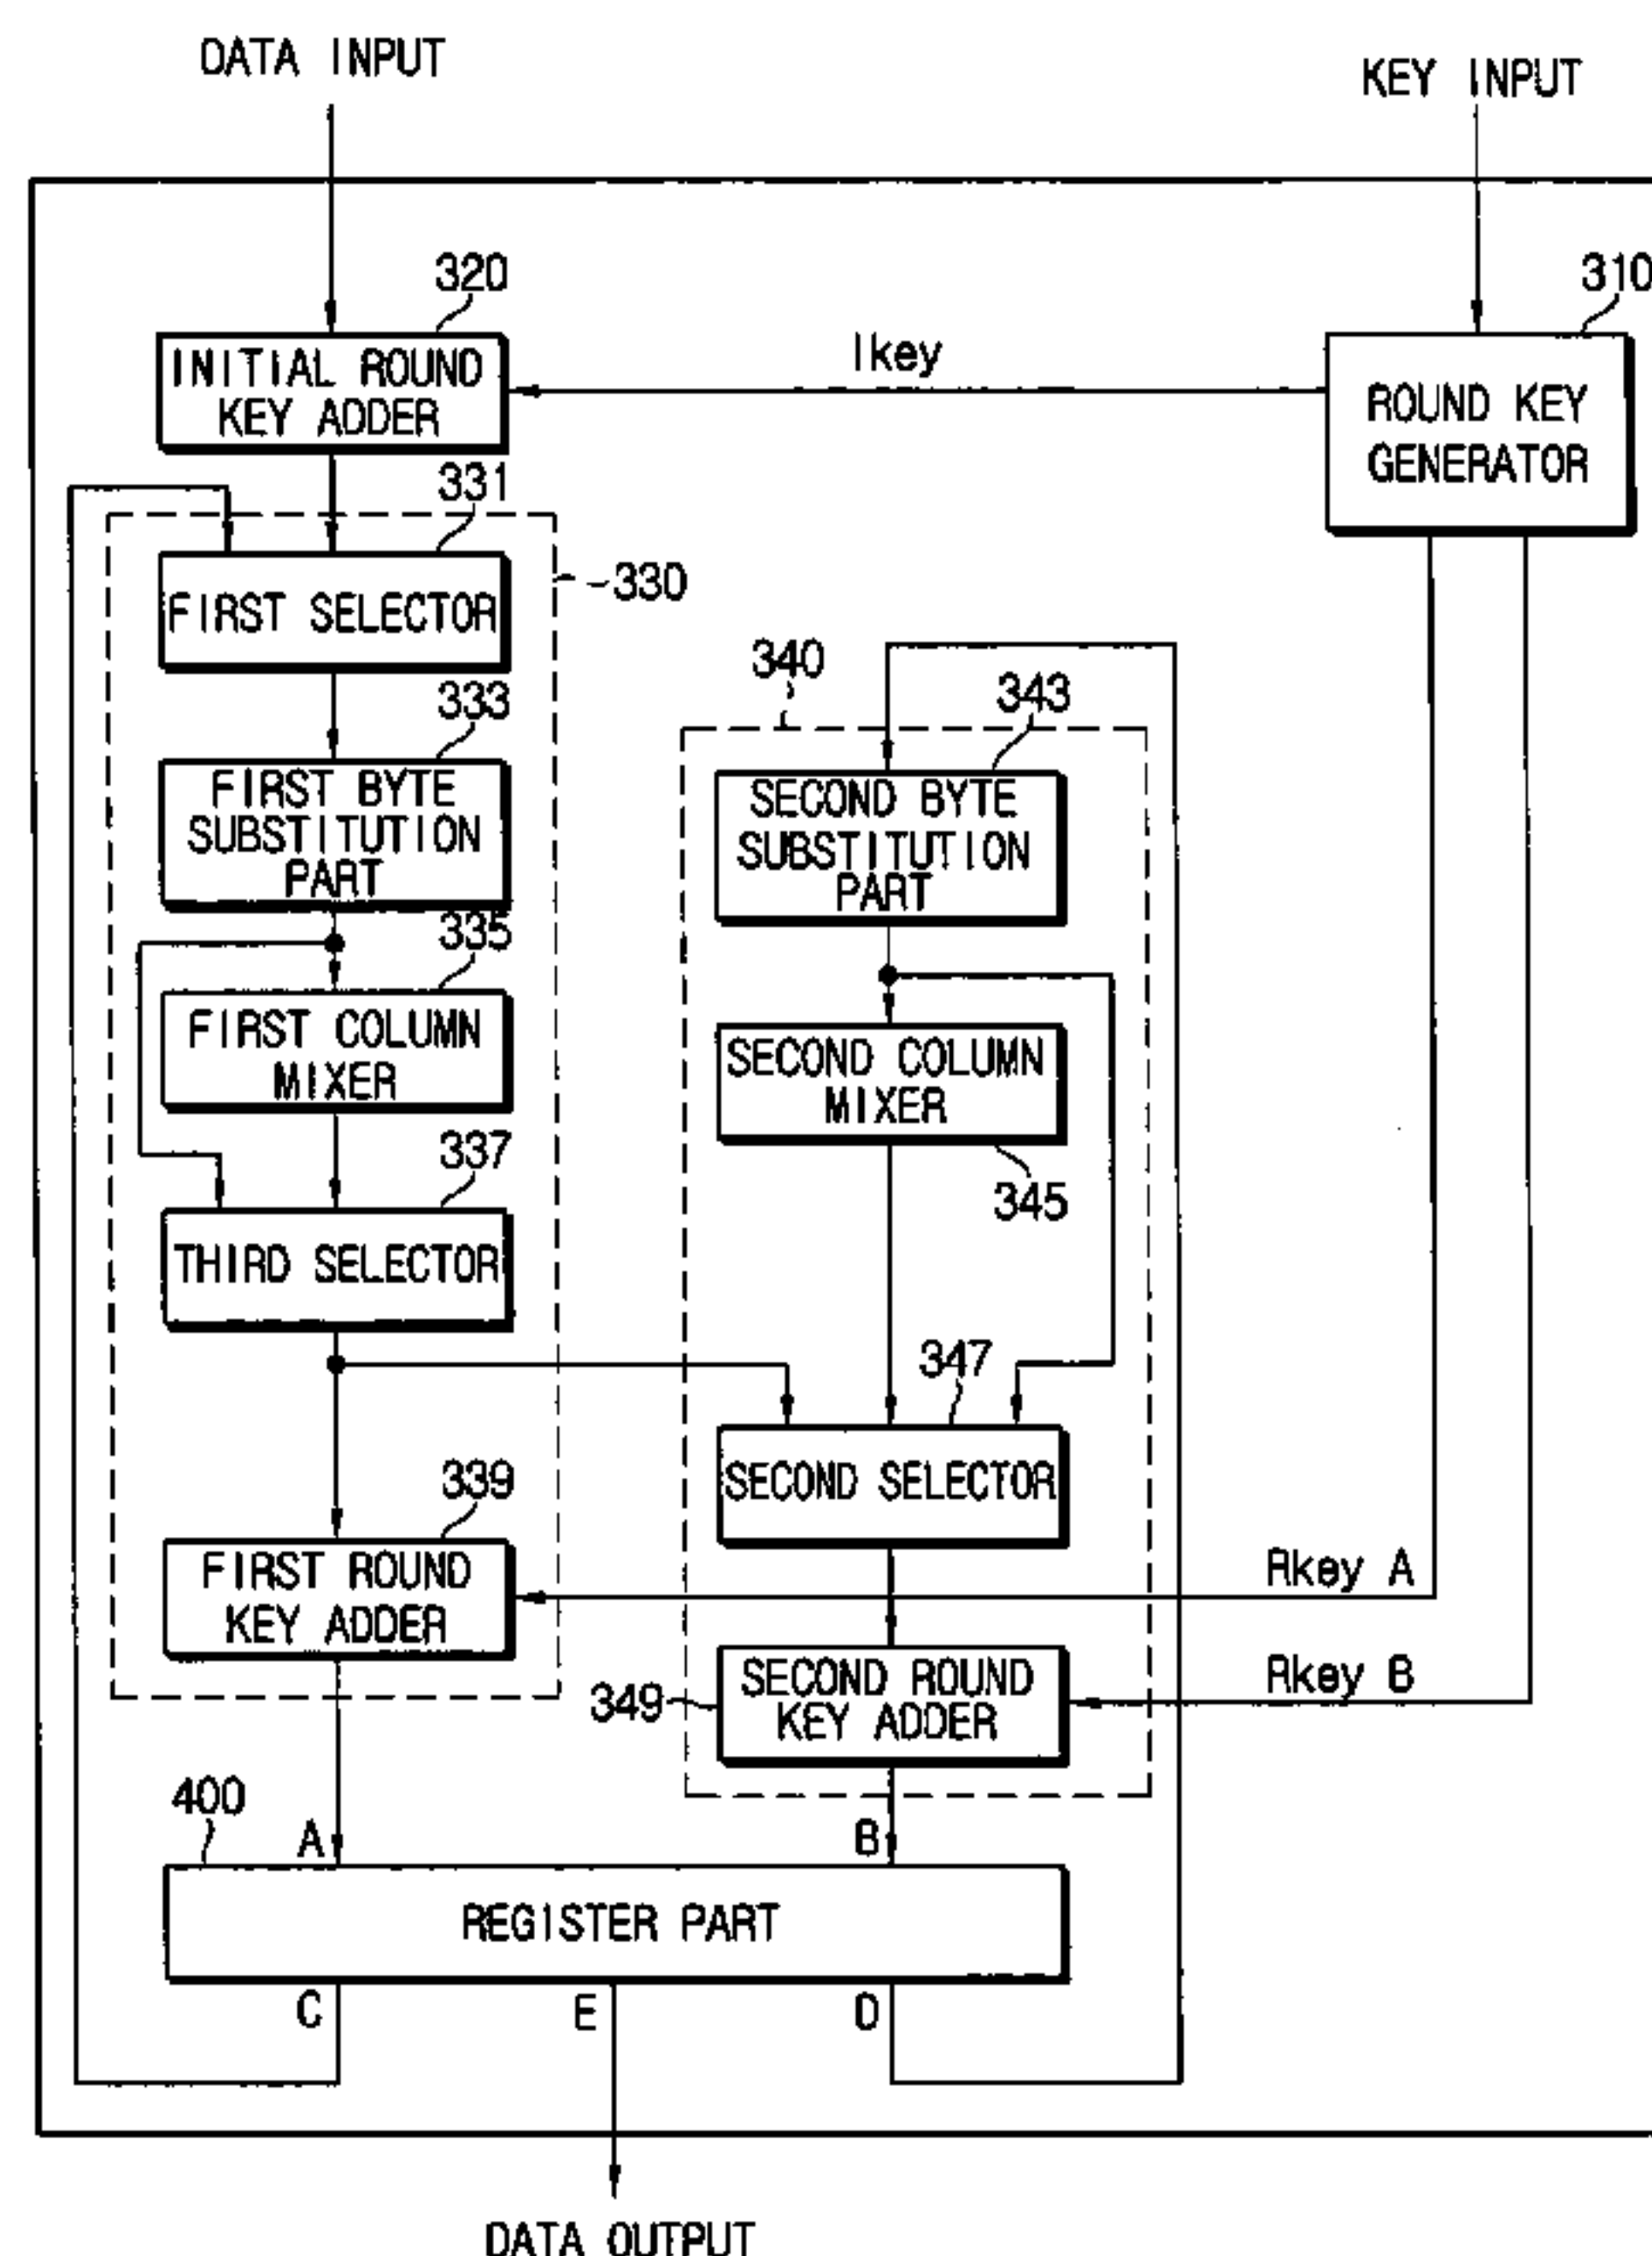 DATA INPUT
KEY INPUT
320
310
INITIAL ROUND
KEY ADDER
Ikey
ROUND KEY
GENERATOR
331
FIRST SELECTOR
330
333
FIRST BYTE
SUBSTITUTION
PART
340
343
SECOND BYTE
SUBSTITUTION
PART
335
FIRST COLUMN
MIXER
SECOND COLUMN
MIXER
345
337
THIRD SELECTOR
347
SECOND SELECTOR
339
FIRST ROUND
KEY ADDER
Rkey A
SECOND ROUND
KEY ADDER
349
Rkey B
400
A
B
REGISTER PART
C
E
D
DATA OUTPUT